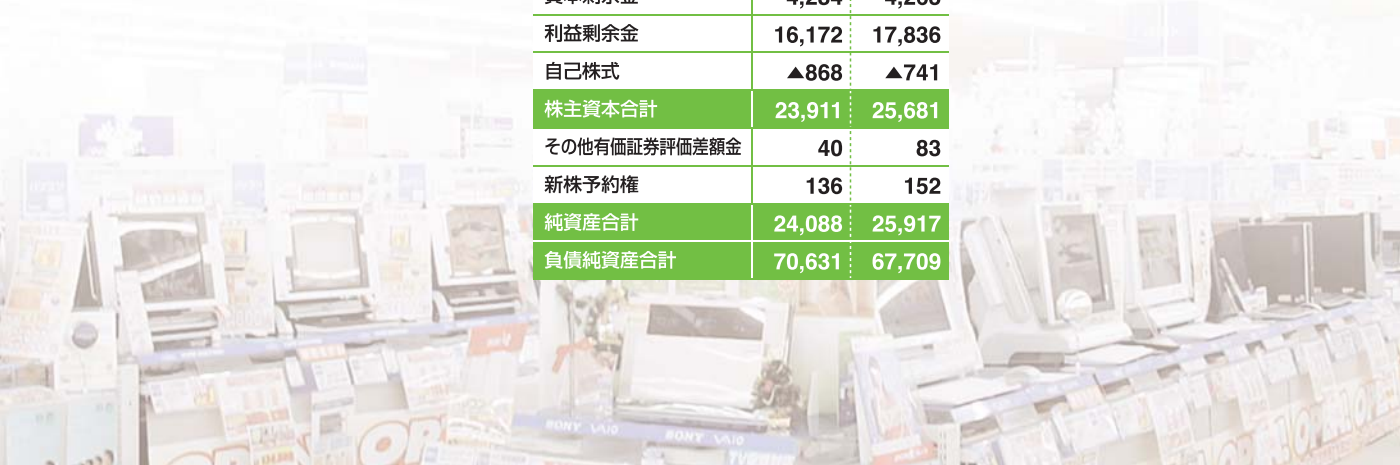 利益剰余金 16,172 17,836
自己株式 ▲868 ▲741
株主資本合計 23,911 25,681
その他有価証券評価差額金 40 83
新株予約権 136 152
純資産合計 24,088 25,917
負債純資産合計 70,631 67,709
SONY VAIO SONY VAIO